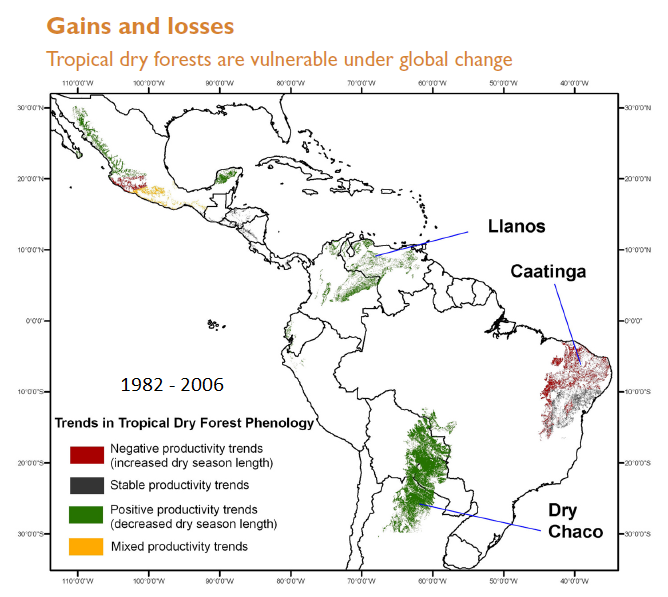 Gains and losses
Tropical dry forests are vulnerable under global change
110°0'0"W 100°0'0"W 90°0'0"W 80°0'0"W 70°0'0"W 60°0'0"W 50°0'0"W 40°0'0"W
30°0'0"N 30°0'0"N
20°0'0"N 20°0'0"N
Llanos
10°0'0"N 10°0'0"N
Caatinga
0°0'0" 0°0'0"
1982 - 2006
10°0'0"S 10°0'0"S
Trends in Tropical Dry Forest Phenology
Negative productivity trends
(increased dry season length)
20°0'0"S 20°0'0"S
Stable productivity trends
Positive productivity trends
(decreased dry season length)
Dry
Chaco
30°0'0"S 30°0'0"S
Mixed productivity trends
110°0'0"W 100°0'0"W 90°0'0"W 80°0'0"W 70°0'0"W 60°0'0"W 50°0'0"W 40°0'0"W